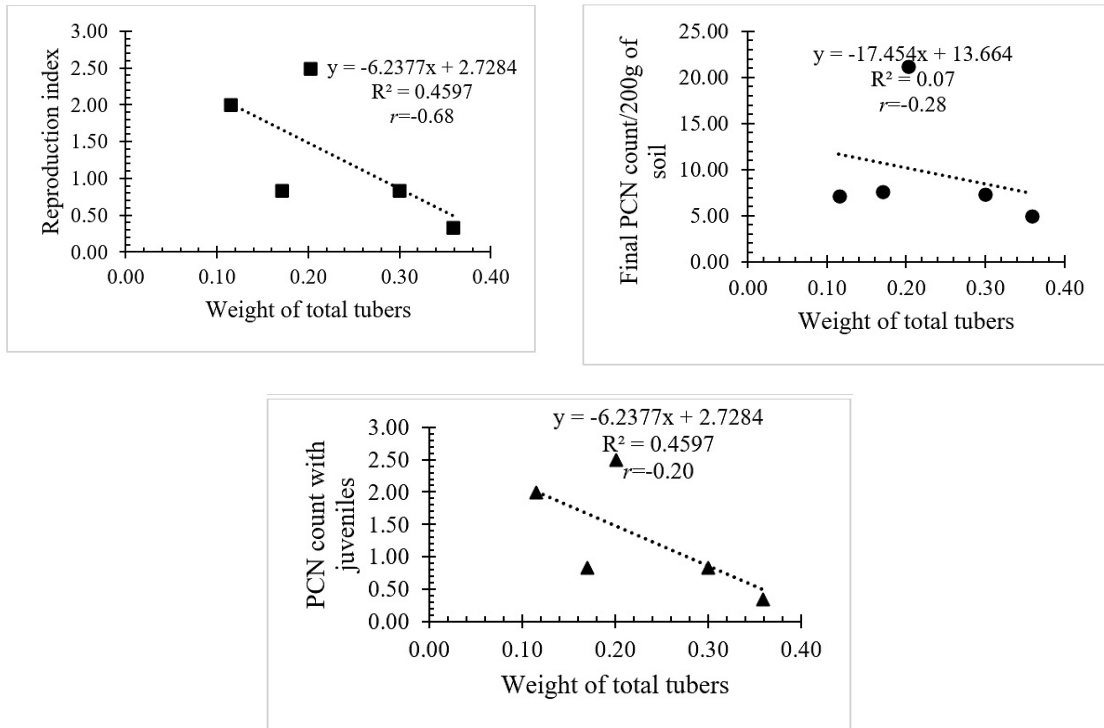 3.00
2.50
2.00
1.50
1.00
0.50
0.00
Reproduction index
y = -6.2377x + 2.7284
R² = 0.4597
r=-0.68
0.00 0.10 0.20 0.30 0.40
Weight of total tubers
25.00
20.00
15.00
10.00
5.00
0.00
Final PCN count/200g of
soil
y = -17.454x + 13.664
R² = 0.07
r=-0.28
0.00 0.10 0.20 0.30 0.40
Weight of total tubers
3.00
2.50
2.00
1.50
1.00
0.50
0.00
PCN count with
juveniles
y = -6.2377x + 2.7284
R² = 0.4597
r=-0.20
0.00 0.10 0.20 0.30 0.40
Weight of total tubers